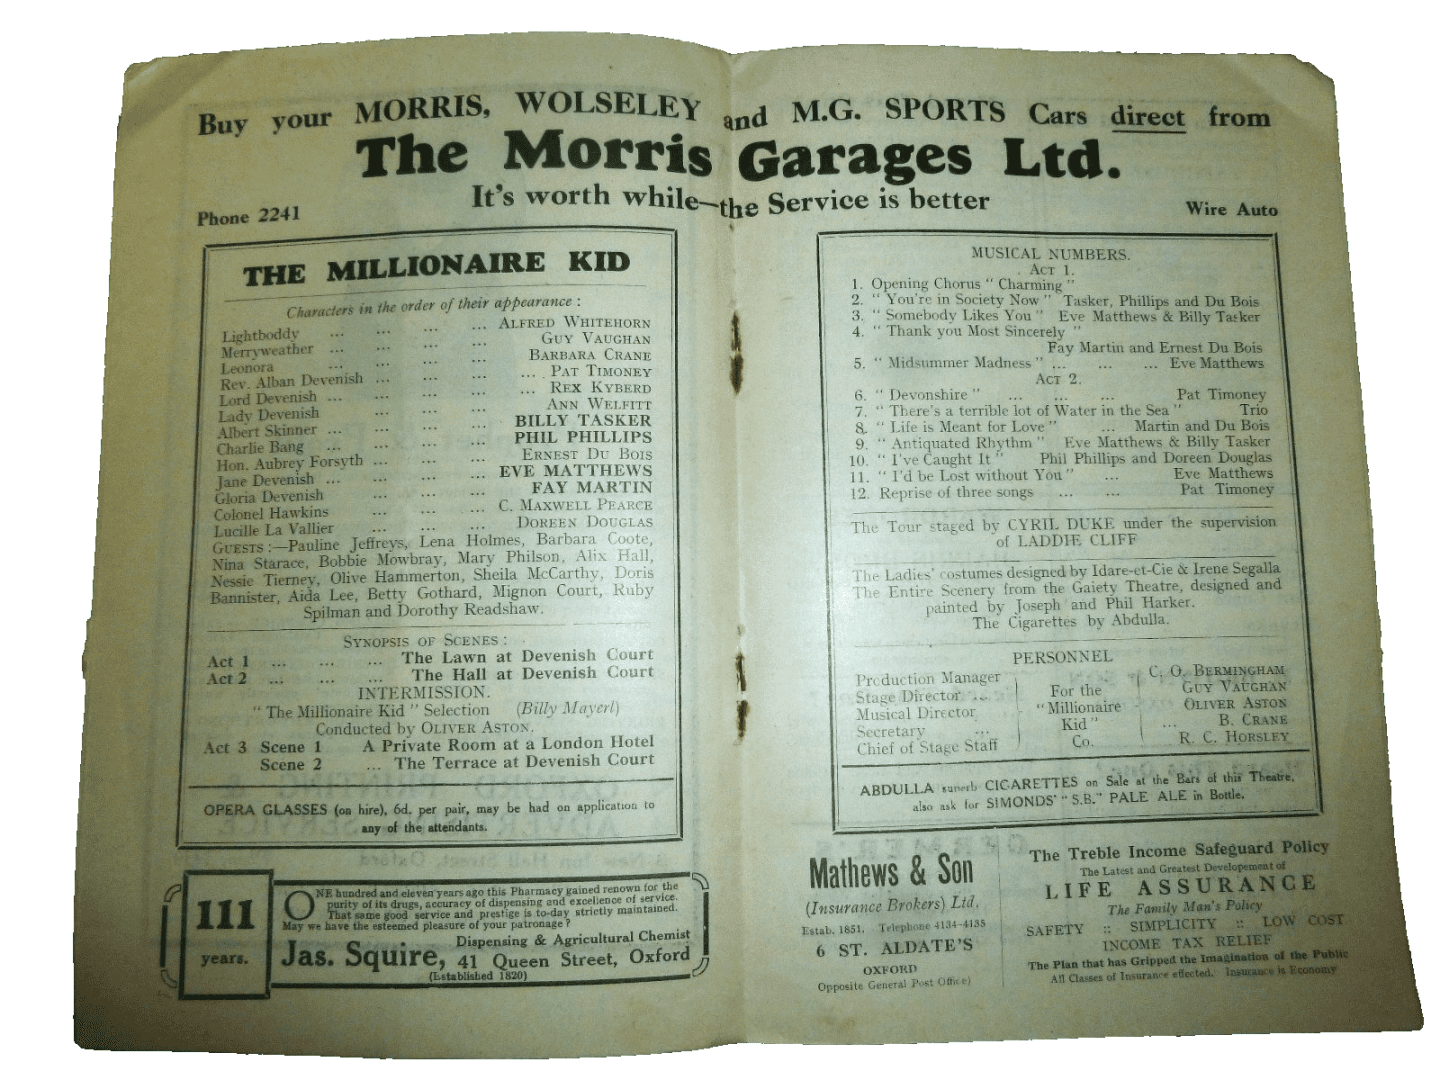 Buy your MORRIS, WOLSELEY and M.G. SPORTS Cars direct from
The Morris Garages Ltd.
It's worth while—the Service is better
Phone 2241
Wire Auto
THE MILLIONAIRE KID
Characters in the order of their appearance :
Lightboddy ... ... ... ... ALFRED WHITEHORN
Merryweather ... ... ... ... GUY VAUGHAN
Leonora ... ... ... ... BARBARA CRANE
Rev. Alban Devenish ... ... ... ... PAT TIMONEY
Lord Devenish ... ... ... ... REX KYBERD
Lady Devenish ... ... ... ANN WELFITT
Albert Skinner ... ... ... ... BILLY TASKER
Charlie Bang ... ... ... ... PHIL PHILLIPS
Hon. Aubrey Forsyth ... ... ... ERNEST DU BOIS
Jane Devenish ... ... ... ... EVE MATTHEWS
Gloria Devenish ... ... ... FAY MARTIN
Colonel Hawkins ... ... ... C. MAXWELL PEARCE
Lucille La Vallier ... ... ... DOREEN DOUGLAS
GUESTS :—Pauline Jeffreys, Lena Holmes, Barbara Coote,
Nina Starace, Bobbie Mowbray, Mary Philson, Alix Hall,
Nessie Tierney, Olive Hammerton, Sheila McCarthy, Doris
Bannister, Aida Lee, Betty Gothard, Mignon Court, Ruby
Spilman and Dorothy Readshaw.
SYNOPSIS OF SCENES :
Act 1 ... ... ... The Lawn at Devenish Court
Act 2 ... ... ... The Hall at Devenish Court
INTERMISSION.
" The Millionaire Kid " Selection (Billy Mayerl)
Conducted by OLIVER ASTON.
Act 3 Scene 1 A Private Room at a London Hotel
Scene 2 ... The Terrace at Devenish Court
OPERA GLASSES (on hire), 6d. per pair, may be had on application to
any of the attendants.
111
years.
ONE hundred and eleven years ago this Pharmacy gained renown for the
purity of its drugs, accuracy of dispensing and excellence of service.
That same good service and prestige is to-day strictly maintained.
May we have the esteemed pleasure of your patronage ?
Jas. Squire, Dispensing & Agricultural Chemist
41 Queen Street, Oxford
(Established 1820)
MUSICAL NUMBERS.
ACT 1.
1. Opening Chorus " Charming "
2. " You're in Society Now " Tasker, Phillips and Du Bois
3. " Somebody Likes You " Eve Matthews & Billy Tasker
4. " Thank you Most Sincerely "
Fay Martin and Ernest Du Bois
5. " Midsummer Madness " ... ... ... Eve Matthews
ACT 2.
6. " Devonshire " ... ... ... Pat Timoney
7. " There's a terrible lot of Water in the Sea " Trio
8. " Life is Meant for Love " ... Martin and Du Bois
9. " Antiquated Rhythm " Eve Matthews & Billy Tasker
10. " I've Caught It " Phil Phillips and Doreen Douglas
11. " I'd be Lost without You " ... Eve Matthews
12. Reprise of three songs ... ... Pat Timoney
The Tour staged by CYRIL DUKE under the supervision
of LADDIE CLIFF
The Ladies' costumes designed by Idare-et-Cie & Irene Segalla
The Entire Scenery from the Gaiety Theatre, designed and
painted by Joseph and Phil Harker.
The Cigarettes by Abdulla.
PERSONNEL
Production Manager C. O. BERMINGHAM
Stage Director ... GUY VAUGHAN
Musical Director OLIVER ASTON
Secretary ... ... B. CRANE
Chief of Stage Staff R. C. HORSLEY
For the
"Millionaire
Kid "
Co.
ABDULLA superb CIGARETTES on Sale at the Bars of this Theatre,
also ask for SIMONDS' "S.B." PALE ALE in Bottle.
Mathews & Son
(Insurance Brokers) Ltd.
Estab. 1851. Telephone 4134-4135
6 ST. ALDATE'S
OXFORD
Opposite General Post Office)
The Treble Income Safeguard Policy
The Latest and Greatest Development of
LIFE ASSURANCE
The Family Man's Policy
SAFETY :: SIMPLICITY :: LOW COST
INCOME TAX RELIEF
The Plan that has Gripped the Imagination of the Public
All Classes of Insurance effected. Insurance is Economy